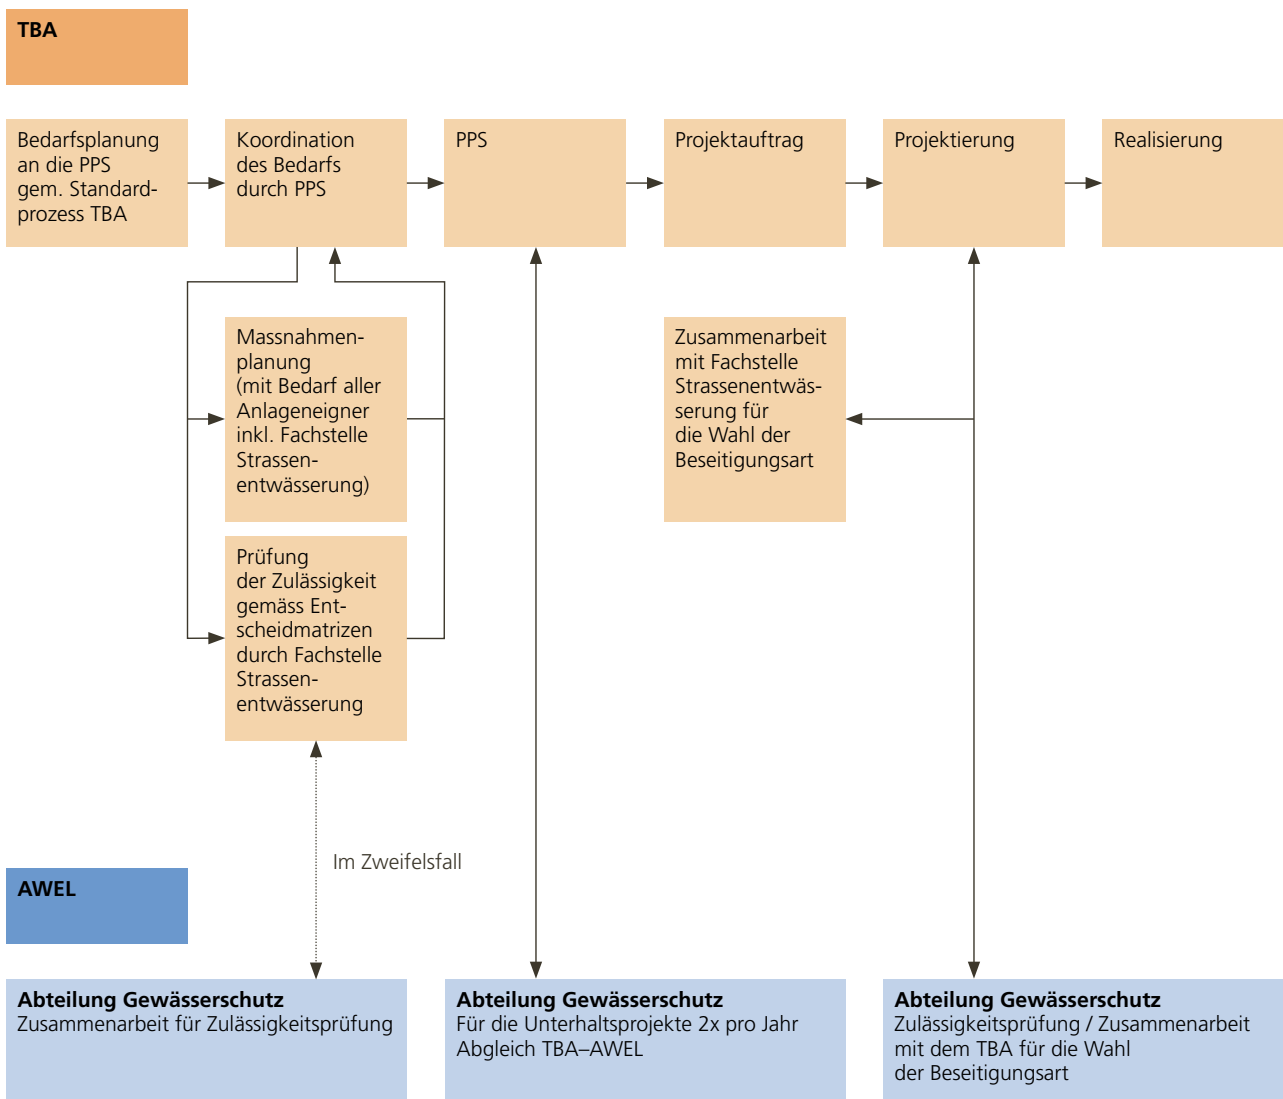 TBA
Bedarfsplanung
an die PPS
gem. Standard-
prozess TBA
Koordination
des Bedarfs
durch PPS
PPS
Projektauftrag
Projektierung
Realisierung
Massnahmen-
planung
(mit Bedarf aller
Anlageneigner
inkl. Fachstelle
Strassen-
entwässerung)
Zusammenarbeit
mit Fachstelle
Strassenentwäs-
serung für
die Wahl der
Beseitigungsart
Prüfung
der Zulässigkeit
gemäss Ent-
scheidmatrizen
durch Fachstelle
Strassen-
entwässerung
Im Zweifelsfall
AWEL
Abteilung Gewässerschutz
Zusammenarbeit für Zulässigkeitsprüfung
Abteilung Gewässerschutz
Für die Unterhaltsprojekte 2x pro Jahr
Abgleich TBA–AWEL
Abteilung Gewässerschutz
Zulässigkeitsprüfung / Zusammenarbeit
mit dem TBA für die Wahl
der Beseitigungsart